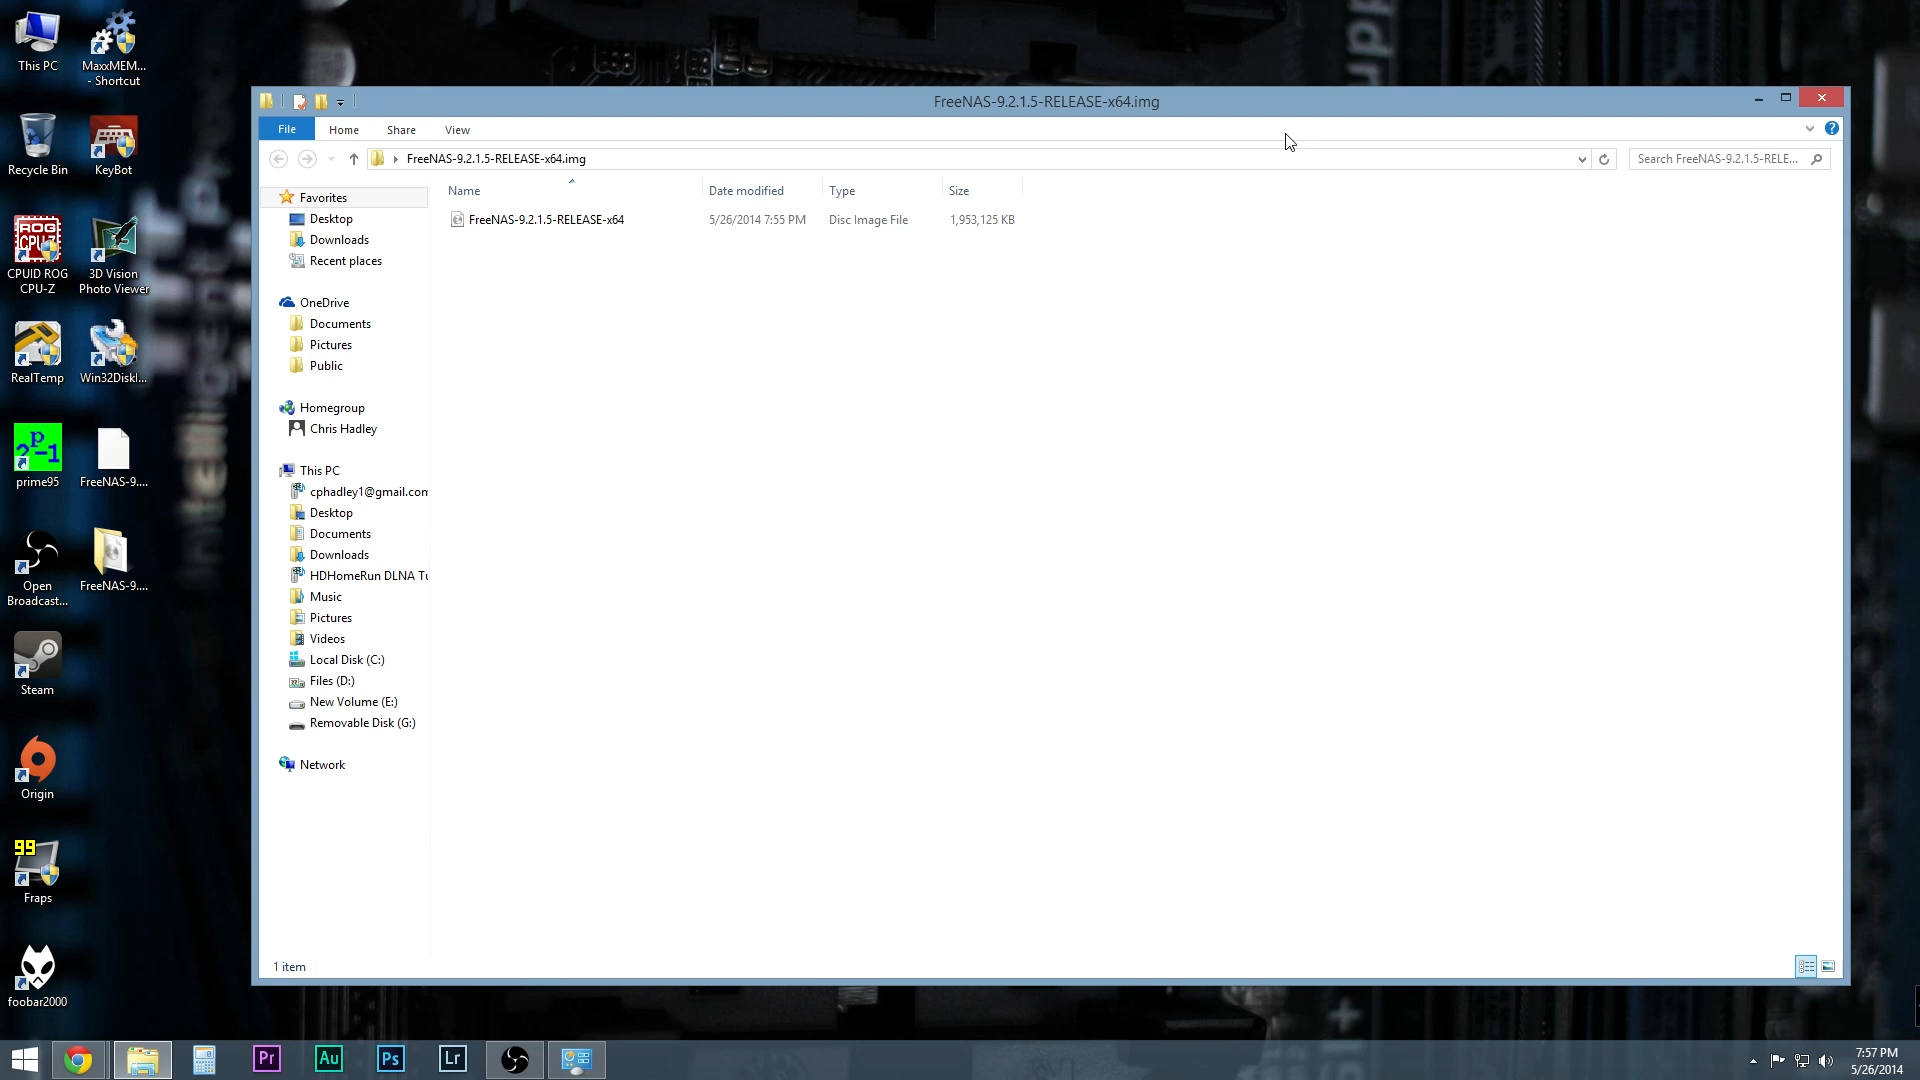 This PC
MaxxMEM...
- Shortcut
Recycle Bin
KeyBot
ROG
CPU-Z
CPUID ROG
CPU-Z
3D Vision
Photo Viewer
RealTemp
Win32DiskI...
prime95
FreeNAS-9....
Open
Broadcast...
FreeNAS-9....
Steam
Origin
99
Fraps
foobar2000
FreeNAS-9.2.1.5-RELEASE-x64.img
File
Home
Share
View
FreeNAS-9.2.1.5-RELEASE-x64.img
Search FreeNAS-9.2.1.5-RELE...
Favorites
Desktop
Downloads
Recent places
OneDrive
Documents
Pictures
Public
Homegroup
Chris Hadley
This PC
cphadley1@gmail.com
Desktop
Documents
Downloads
HDHomeRun DLNA Tu
Music
Pictures
Videos
Local Disk (C:)
Files (D:)
New Volume (E:)
Removable Disk (G:)
Network
Name
Date modified
Type
Size
FreeNAS-9.2.1.5-RELEASE-x64
5/26/2014 7:55 PM
Disc Image File
1,953,125 KB
1 item
Pr
Au
Ps
Lr
7:57 PM
5/26/2014